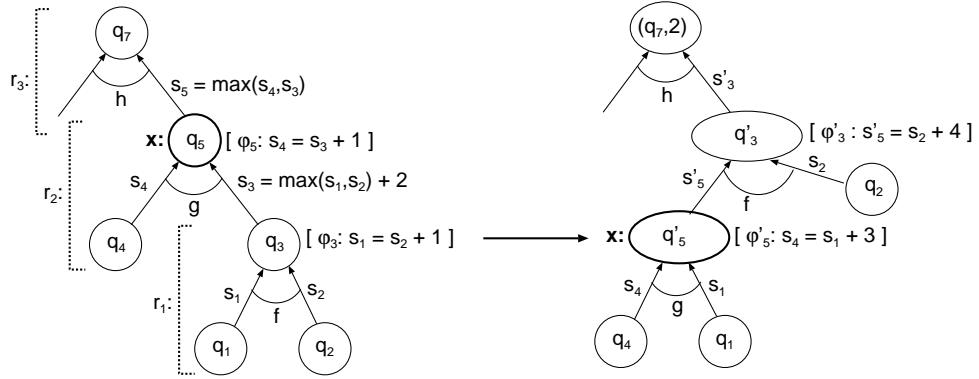 q₇
(q₇,2)
r₃:
h
s₅ = max(s₄,s₃)
h
s'₃
x:
q₅
[ φ₅: s₄ = s₃ + 1 ]
q'₃
[ φ'₃ : s'₅ = s₂ + 4 ]
r₂:
s₄
g
s₃ = max(s₁,s₂) + 2
s'₅
f
s₂
q₂
q₄
q₃
[ φ₃: s₁ = s₂ + 1 ]
x:
q'₅
[ φ'₅: s₄ = s₁ + 3 ]
r₁:
s₁
f
s₂
s₄
g
s₁
q₁
q₂
q₄
q₁